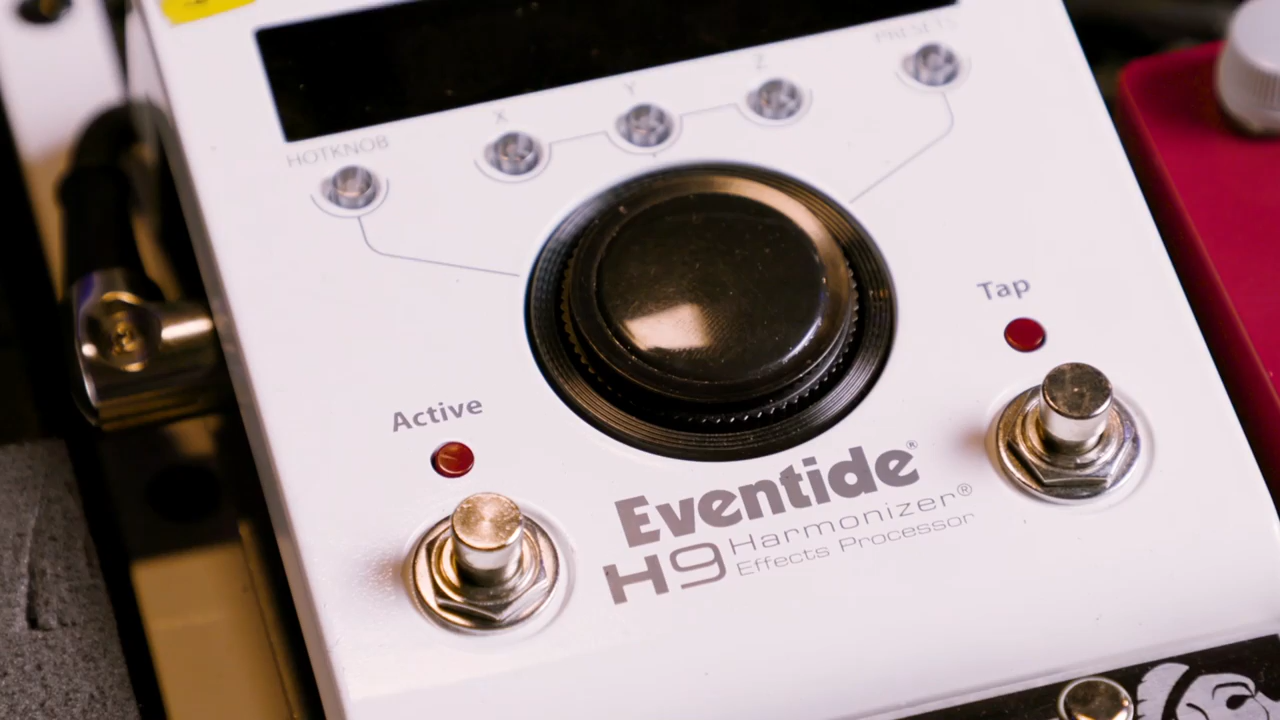 PRESETS
Z
Y
X
HOTKNOB
Tap
Active
Eventide®
H9 Harmonizer®
Effects Processor